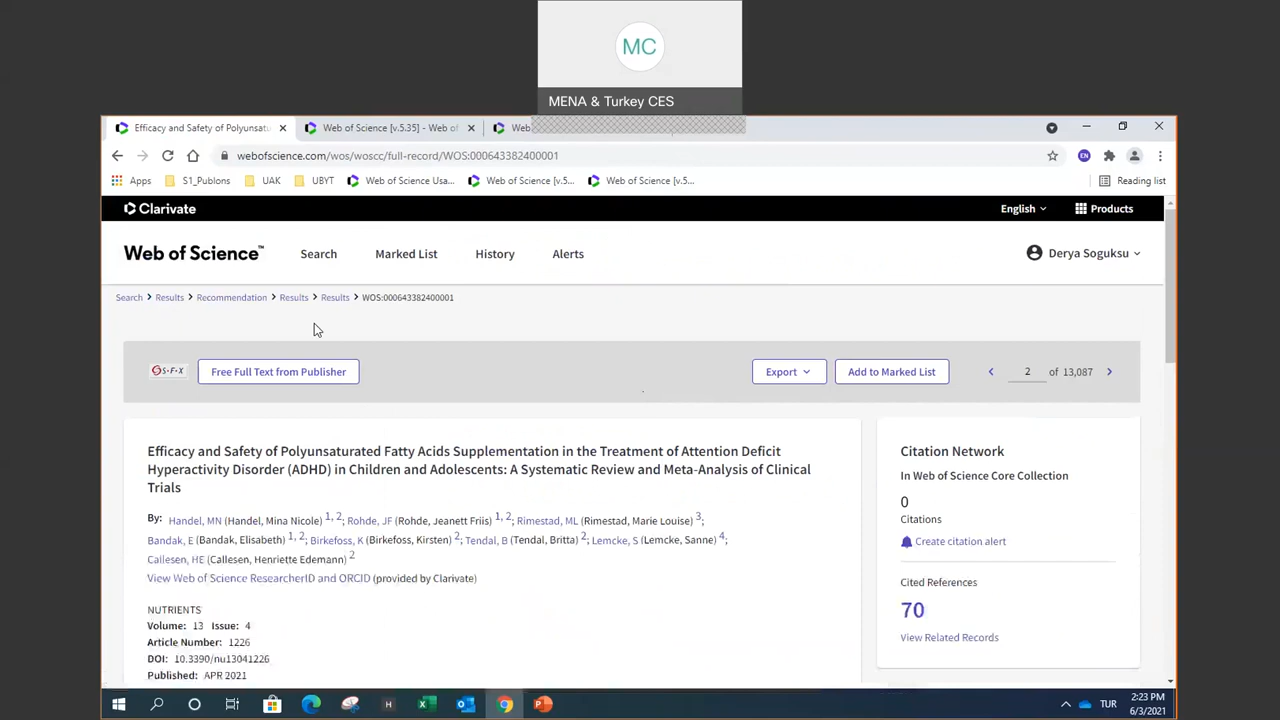 MC
MENA & Turkey CES
Efficacy and Safety of Polyunsatu
Web of Science [v.5.35] - Web of
Web
webofscience.com/wos/woscc/full-record/WOS:000643382400001
EN
Apps S1_Publons UAK UBYT Web of Science Usa... Web of Science [v.5... Web of Science [v.5... Reading list
Clarivate English Products
Web of Science™ Search Marked List History Alerts Derya Soguksu
Search > Results > Recommendation > Results > Results > WOS:000643382400001
S·F·X Free Full Text from Publisher Export Add to Marked List 2 of 13,087
Efficacy and Safety of Polyunsaturated Fatty Acids Supplementation in the Treatment of Attention Deficit
Hyperactivity Disorder (ADHD) in Children and Adolescents: A Systematic Review and Meta-Analysis of Clinical
Trials
By: Handel, MN (Handel, Mina Nicole) 1, 2; Rohde, JF (Rohde, Jeanett Friis) 1, 2; Rimestad, ML (Rimestad, Marie Louise) 3;
Bandak, E (Bandak, Elisabeth) 1, 2; Birkefoss, K (Birkefoss, Kirsten) 2; Tendal, B (Tendal, Britta) 2; Lemcke, S (Lemcke, Sanne) 4;
Callesen, HE (Callesen, Henriette Edemann) 2
View Web of Science ResearcherID and ORCID (provided by Clarivate)
NUTRIENTS
Volume: 13 Issue: 4
Article Number: 1226
DOI: 10.3390/nu13041226
Published: APR 2021
Citation Network
In Web of Science Core Collection
0
Citations
Create citation alert
Cited References
70
View Related Records
H
TUR
2:23 PM
6/3/2021